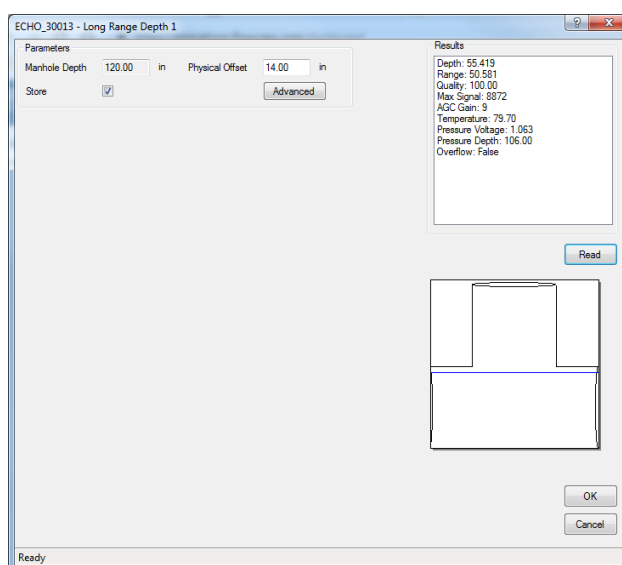 ECHO_30013 - Long Range Depth 1
Parameters
Manhole Depth 120.00 in Physical Offset 14.00 in
Store Advanced
Results
Depth: 55.419
Range: 50.581
Quality: 100.00
Max Signal: 8872
AGC Gain: 9
Temperature: 79.70
Pressure Voltage: 1.063
Pressure Depth: 106.00
Overflow: False
Read
OK
Cancel
Ready